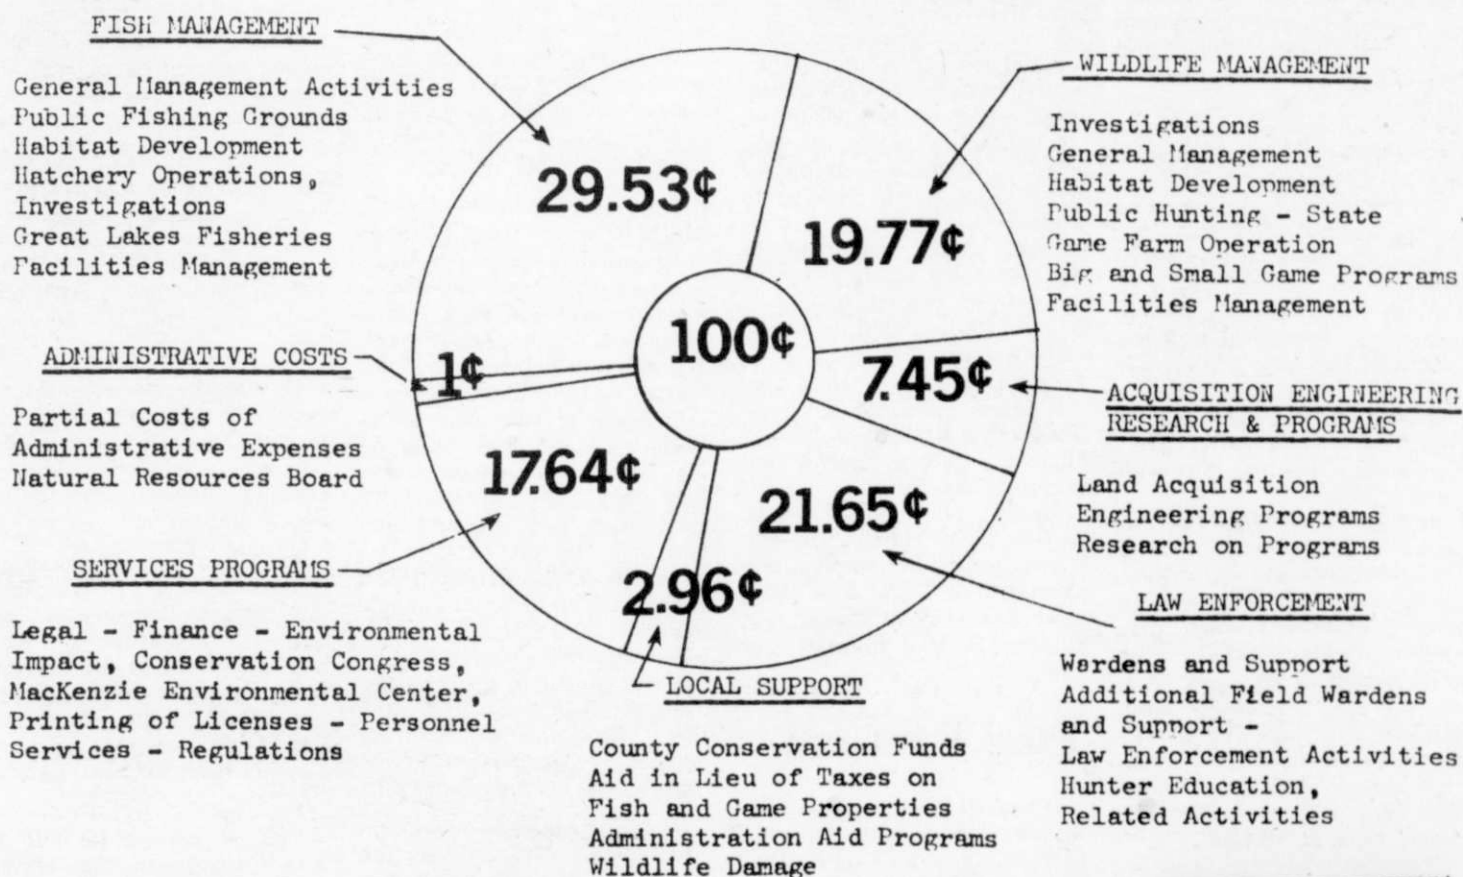 FISH MANAGEMENT
General Management Activities
Public Fishing Grounds
Habitat Development
Hatchery Operations,
Investigations
Great Lakes Fisheries
Facilities Management
29.53¢
WILDLIFE MANAGEMENT
Investigations
General Management
Habitat Development
Public Hunting - State
Game Farm Operation
Big and Small Game Programs
Facilities Management
19.77¢
100¢
ADMINISTRATIVE COSTS
Partial Costs of
Administrative Expenses
Natural Resources Board
1¢
7.45¢
ACQUISITION ENGINEERING
RESEARCH & PROGRAMS
Land Acquisition
Engineering Programs
Research on Programs
17.64¢
SERVICES PROGRAMS
Legal - Finance - Environmental
Impact, Conservation Congress,
MacKenzie Environmental Center,
Printing of Licenses - Personnel
Services - Regulations
21.65¢
LAW ENFORCEMENT
Wardens and Support
Additional Field Wardens
and Support -
Law Enforcement Activities
Hunter Education,
Related Activities
2.96¢
LOCAL SUPPORT
County Conservation Funds
Aid in Lieu of Taxes on
Fish and Game Properties
Administration Aid Programs
Wildlife Damage